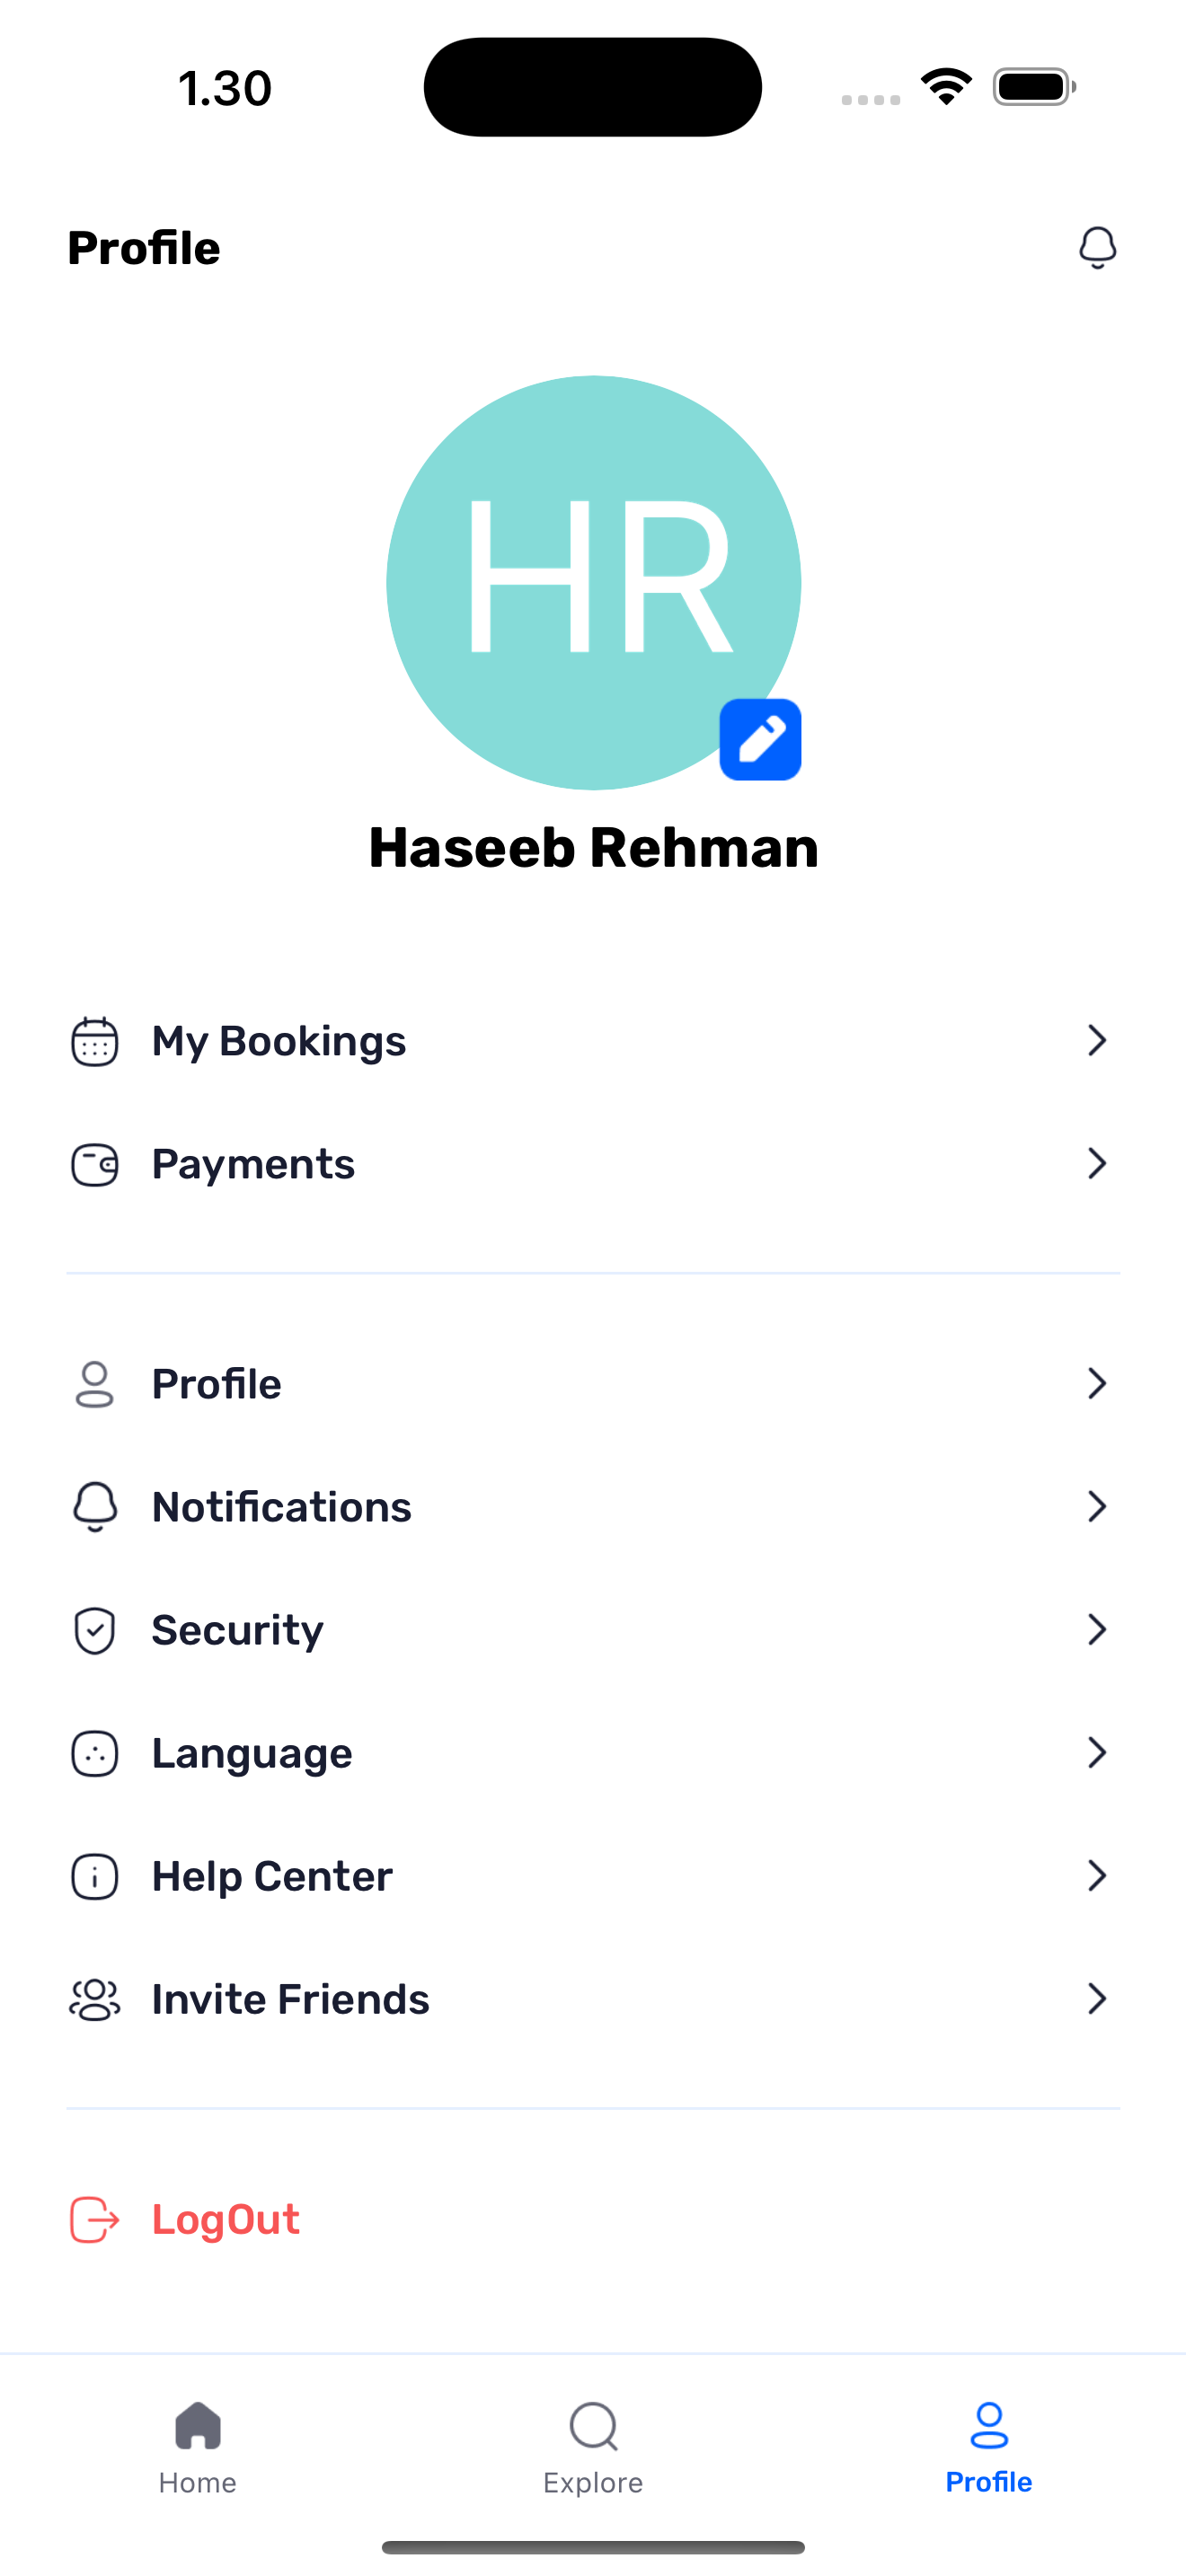 1.30
Profile
HR
Haseeb Rehman
My Bookings
Payments
Profile
Notifications
Security
Language
Help Center
Invite Friends
LogOut
Home
Explore
Profile